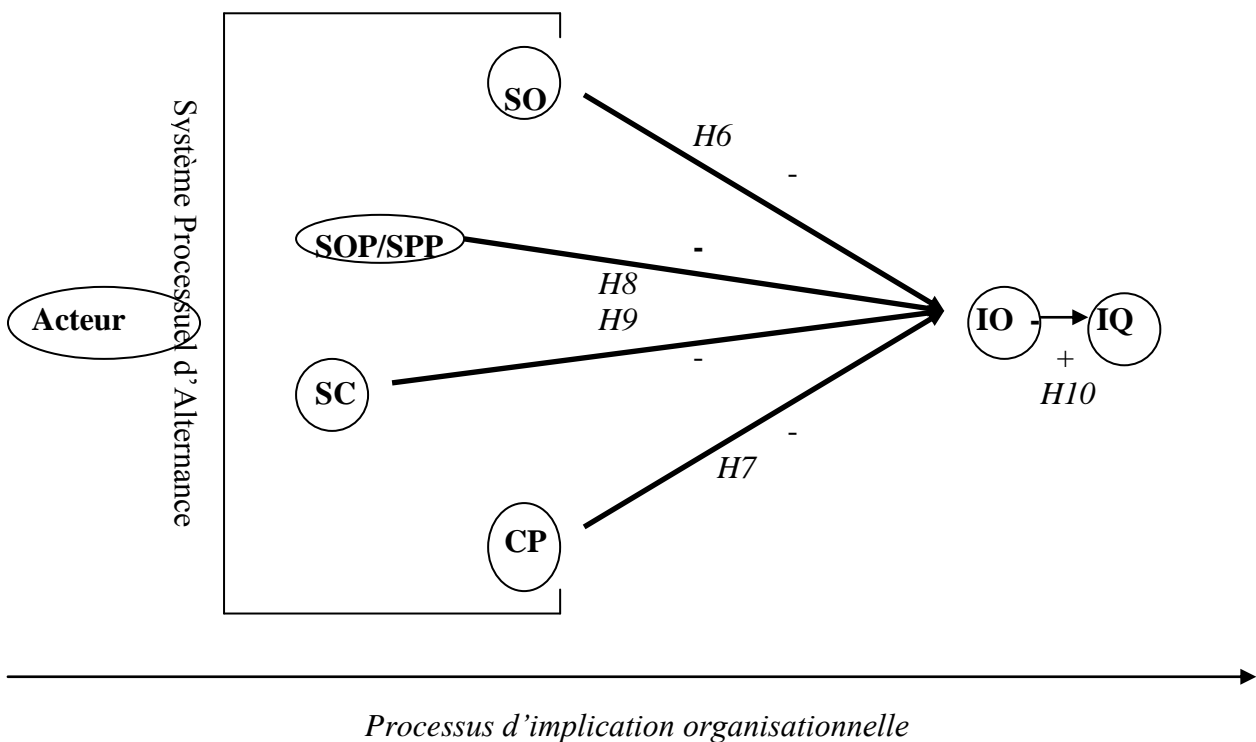 SO
H6
-
Système Processuel d'Alternance
SOP/SPP
-
H8
H9
Acteur
IO - IQ
+
H10
-
SC
-
H7
CP
Processus d'implication organisationnelle